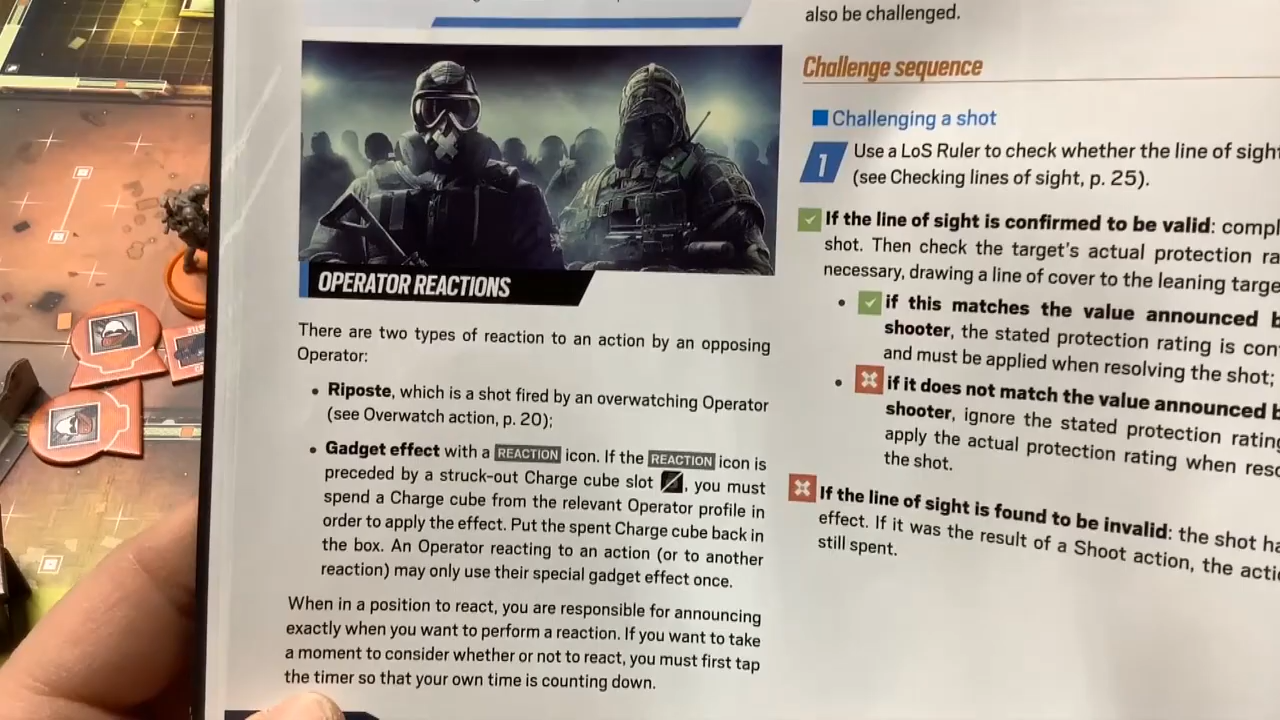 OPERATOR REACTIONS
There are two types of reaction to an action by an opposing
Operator:
• Riposte, which is a shot fired by an overwatching Operator
(see Overwatch action, p. 20);
• Gadget effect with a REACTION icon. If the REACTION icon is
preceded by a struck-out Charge cube slot , you must
spend a Charge cube from the relevant Operator profile in
order to apply the effect. Put the spent Charge cube back in
the box. An Operator reacting to an action (or to another
reaction) may only use their special gadget effect once.
When in a position to react, you are responsible for announcing
exactly when you want to perform a reaction. If you want to take
a moment to consider whether or not to react, you must first tap
the timer so that your own time is counting down.
also be challenged.
Challenge sequence
Challenging a shot
1 Use a LoS Ruler to check whether the line of sight
(see Checking lines of sight, p. 25).
If the line of sight is confirmed to be valid: compl
shot. Then check the target's actual protection ra
necessary, drawing a line of cover to the leaning targe
• if this matches the value announced b
shooter, the stated protection rating is con
and must be applied when resolving the shot;
• if it does not match the value announced b
shooter, ignore the stated protection rating
apply the actual protection rating when reso
the shot.
If the line of sight is found to be invalid: the shot ha
effect. If it was the result of a Shoot action, the actio
still spent.